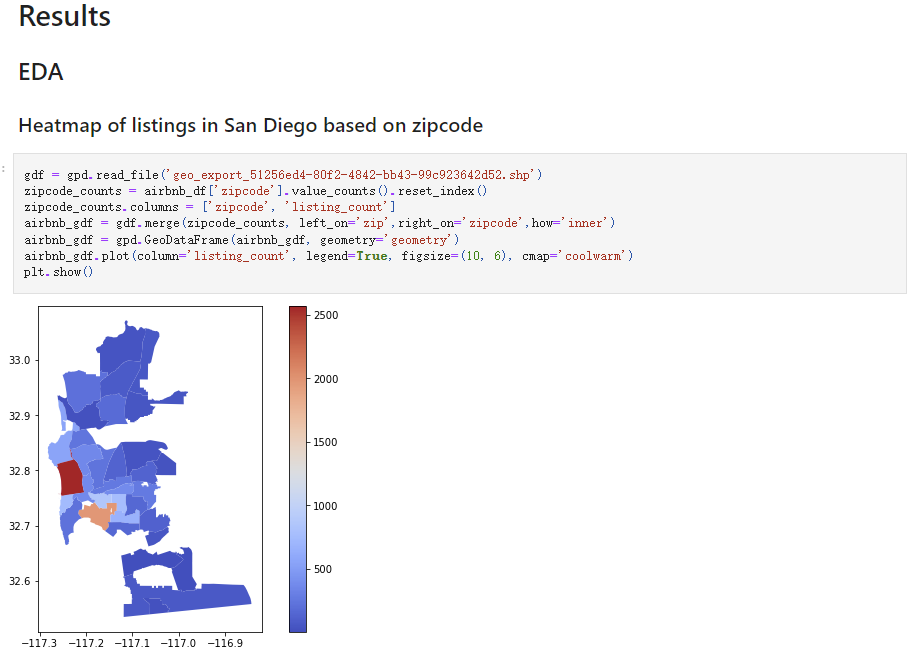 Results
EDA
Heatmap of listings in San Diego based on zipcode
:
gdf = gpd.read_file('geo_export_51256ed4-80f2-4842-bb43-99c923642d52.shp')
zipcode_counts = airbnb_df['zipcode'].value_counts().reset_index()
zipcode_counts.columns = ['zipcode', 'listing_count']
airbnb_gdf = gdf.merge(zipcode_counts, left_on='zip',right_on='zipcode',how='inner')
airbnb_gdf = gpd.GeoDataFrame(airbnb_gdf, geometry='geometry')
airbnb_gdf.plot(column='listing_count', legend=True, figsize=(10, 6), cmap='coolwarm')
plt.show()
33.0
32.9
32.8
32.7
32.6
−117.3 −117.2 −117.1 −117.0 −116.9
2500
2000
1500
1000
500